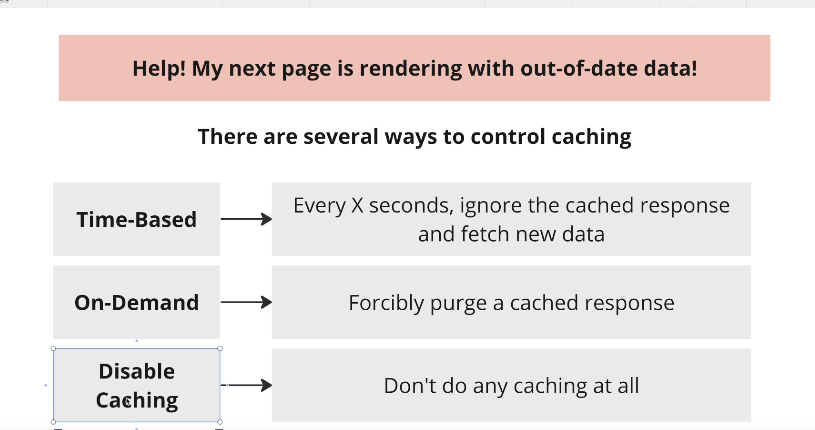 Help! My next page is rendering with out-of-date data!
There are several ways to control caching
Time-Based
Every X seconds, ignore the cached response
and fetch new data
On-Demand
Forcibly purge a cached response
Disable
Caching
Don't do any caching at all